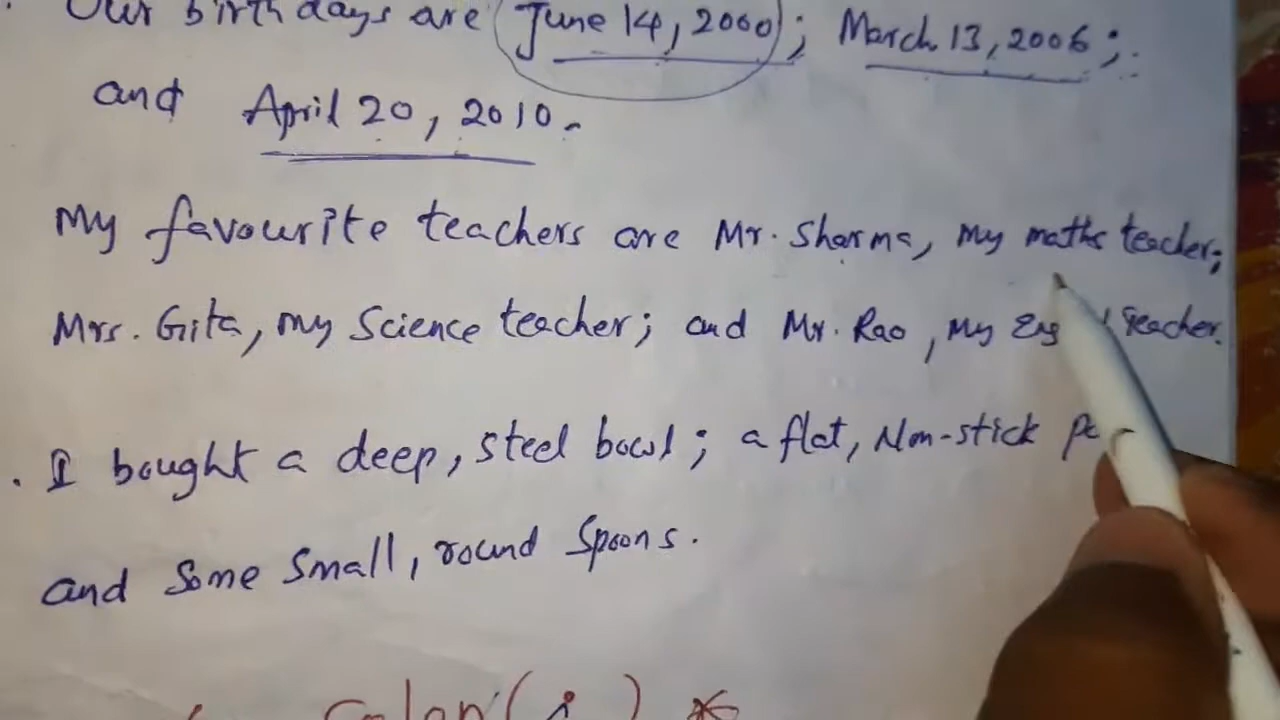 Our birthdays are June 14, 2000; March 13, 2006;
and April 20, 2010.
My favourite teachers are Mr. Sharma, My maths teacher;
Mrs. Gita, my Science teacher; and Mr. Rao, My Teacher.
. I bought a deep, steel bowl; a flat, Non-stick
and some small, round spoons.